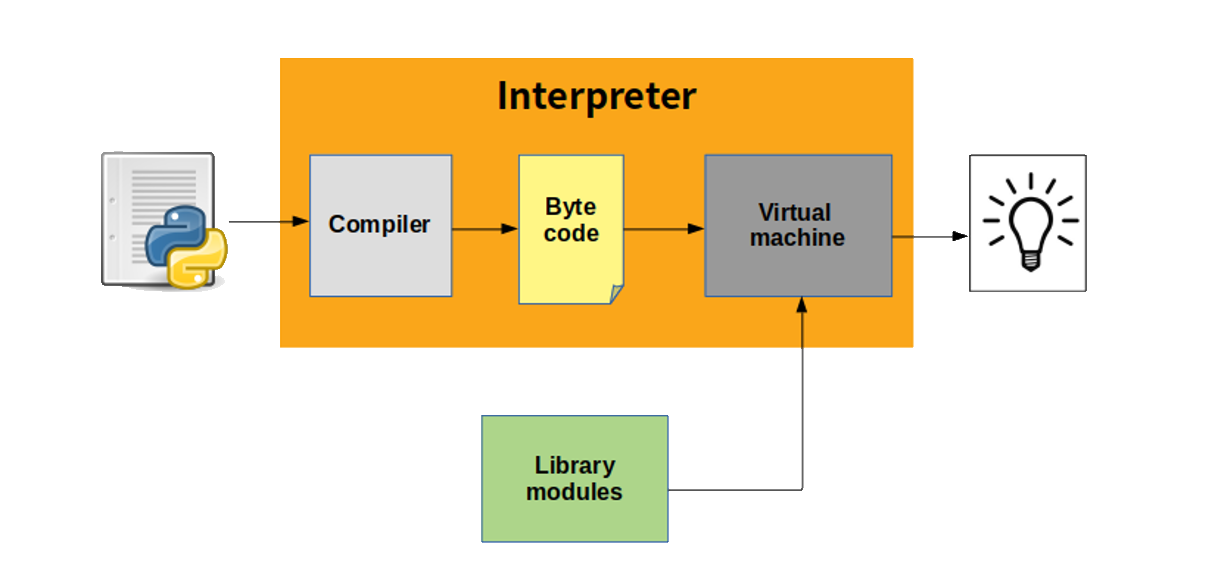 Interpreter
Compiler
Byte
code
Virtual
machine
Library
modules